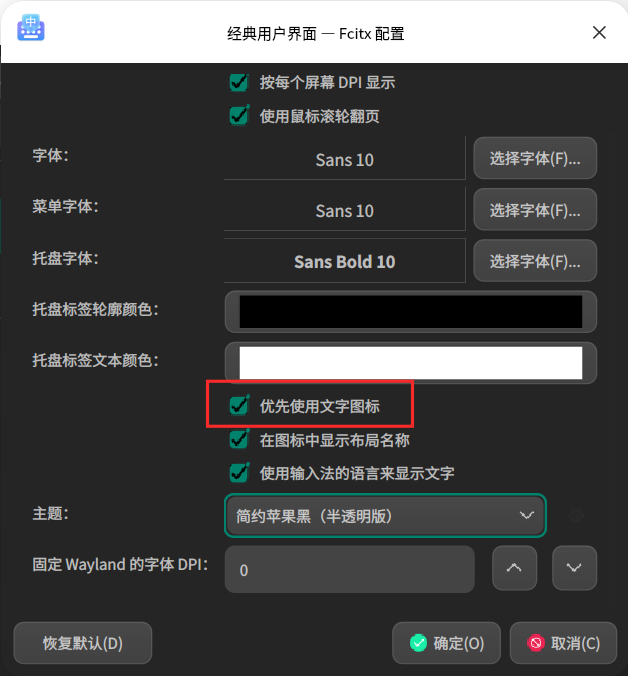 中
经典用户界面 — Fcitx 配置
按每个屏幕 DPI 显示
使用鼠标滚轮翻页
字体： Sans 10 选择字体(F)...
菜单字体： Sans 10 选择字体(F)...
托盘字体： Sans Bold 10 选择字体(F)...
托盘标签轮廓颜色：
托盘标签文本颜色：
优先使用文字图标
在图标中显示布局名称
使用输入法的语言来显示文字
主题： 简约苹果黑（半透明版）
固定 Wayland 的字体 DPI： 0
恢复默认(D) 确定(O) 取消(C)